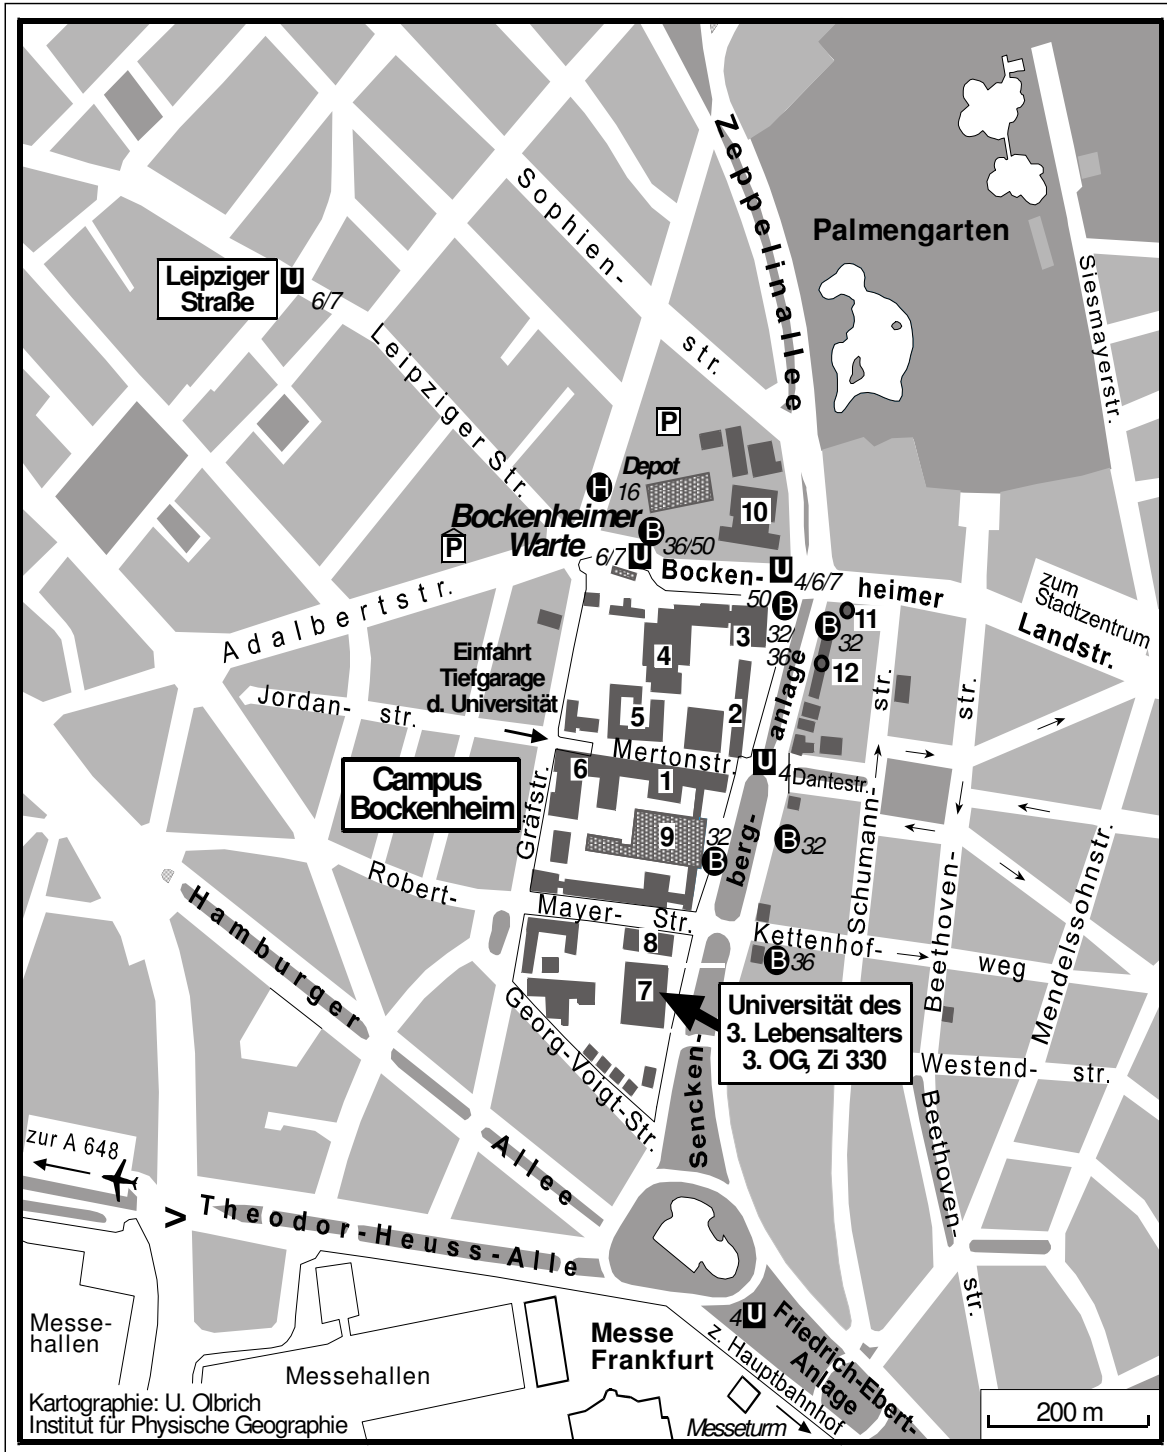 Zeppelinallee
Sophien-
str.
Palmengarten
Siesmayerstr.
Leipziger
Straße
U
6/7
Leipziger Str.
P
Depot
H
16
10
Bockenheimer
Warte
B
36/50
P
6/7
U
Bocken-
U
4/6/7
heimer
Landstr.
zum
Stadtzentrum
50
B
32/
36
11
B
32
12
3
4
5
2
Adalbertstr.
Einfahrt
Tiefgarage
d. Universität
Jordan-
str.
Mertonstr.
anlage
U
4
Dantestr.
str.
str.
Campus
Bockenheim
Gräfstr.
6
1
9
32
B
berg-
B
32
Schumann-
Beethoven-
Mendelssohnstr.
Robert-
Mayer-
Str.
8
Kettenhof-
weg
B
36
7
Universität des
3. Lebensalters
3. OG, Zi 330
Hamburger
Allee
Georg-Voigt-Str.
Sencken-
Westend-
str.
Beethoven-
str.
zur A 648
>
Theodor-Heuss-Alle
4
U
Friedrich-Ebert-
Anlage
z. Hauptbahnhof
Messe-
hallen
Messehallen
Messe
Frankfurt
Messeturm
Kartographie: U. Olbrich
Institut für Physische Geographie
200 m